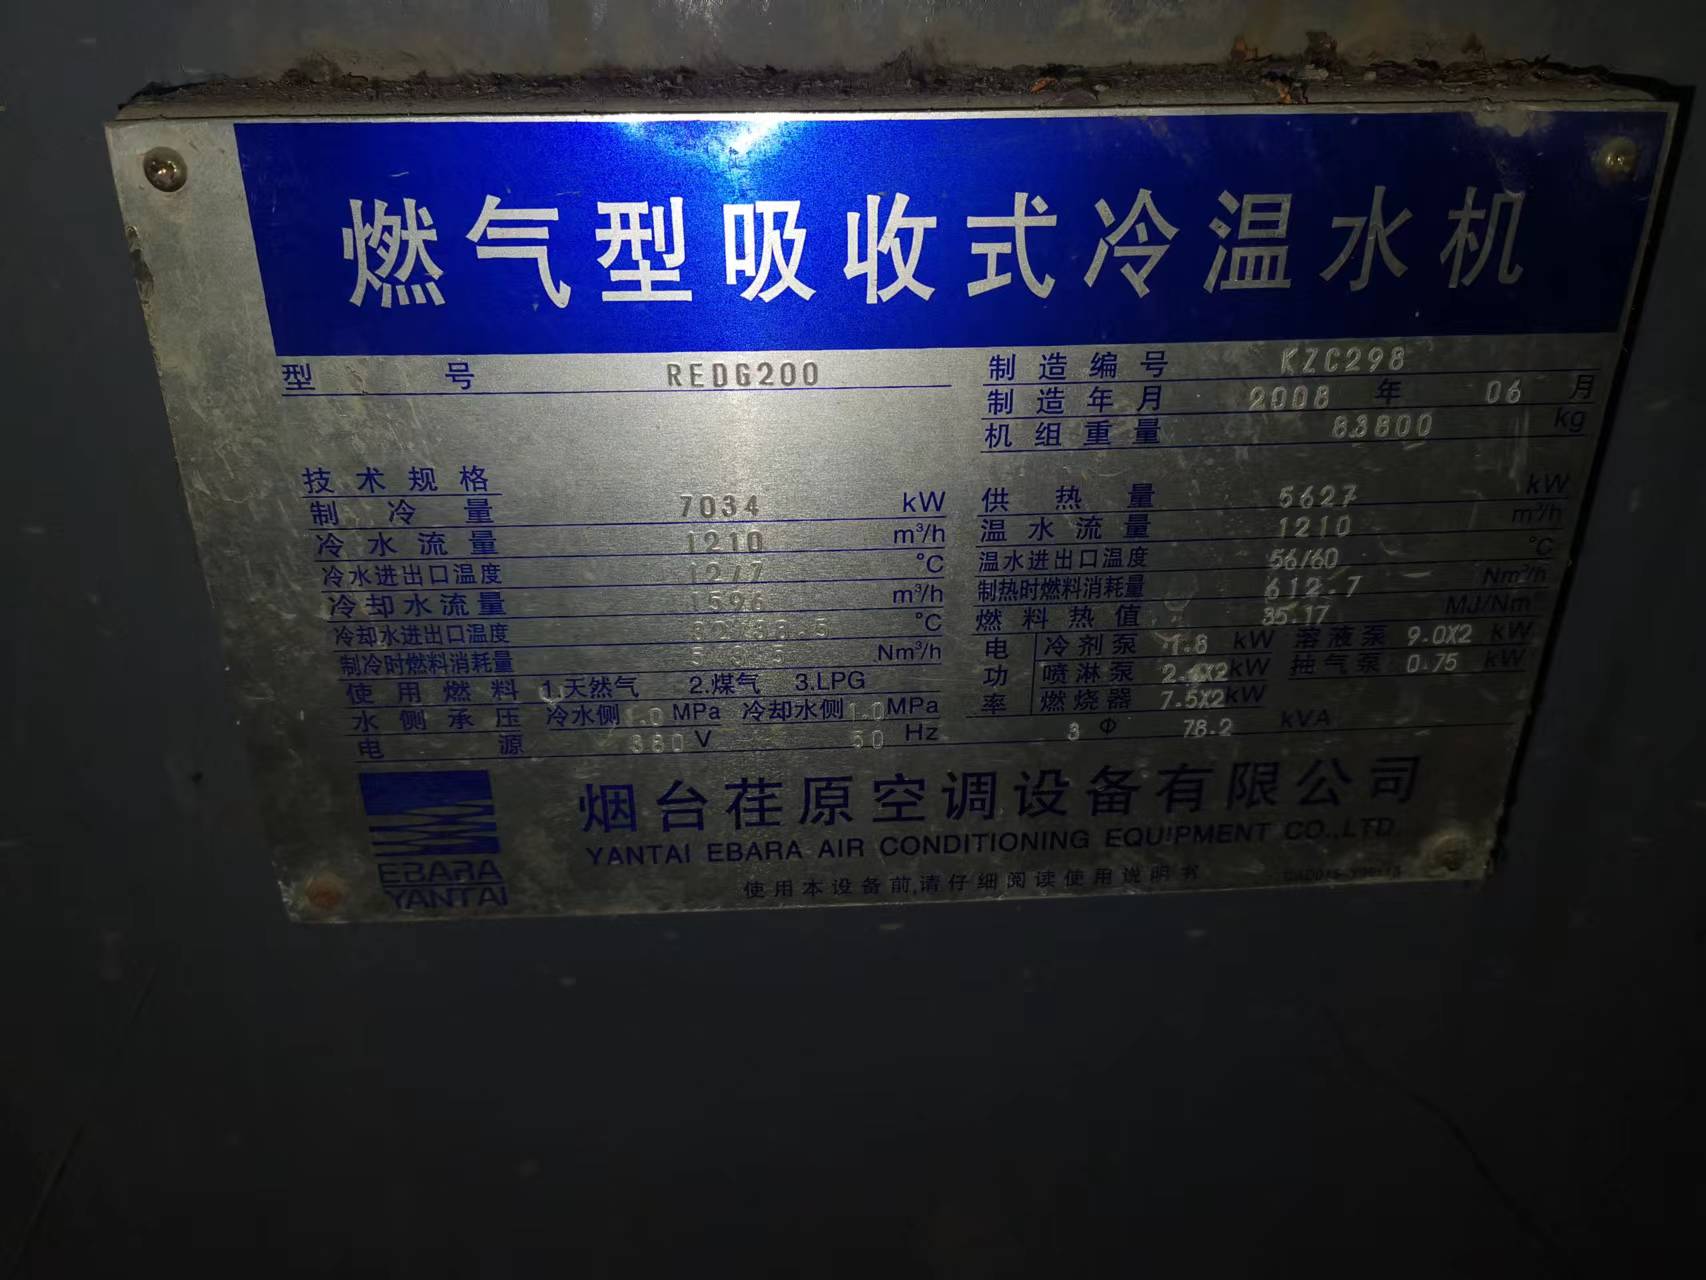 燃气型吸收式冷温水机
型号 REDG200
制造编号 KZC298
制造年月 2008 年 06 月
机组重量 83800 kg
技术规格
制冷量 7034 kW
冷水流量 1210 m³/h
冷水进出口温度 12/7 °C
冷却水流量 1596 m³/h
冷却水进出口温度 °C
制冷时燃料消耗量 Nm³/h
使用燃料 1.天然气 2.煤气 3.LPG
水侧承压 冷水侧 1.0 MPa 冷却水侧 1.0 MPa
电源 380 V 50 Hz 3 Φ 78.2 kVA
供热量 5627 kW
温水流量 1210 m³/h
温水进出口温度 56/60 °C
制热时燃料消耗量 612.7 Nm³/h
燃料热值 35.17 MJ/Nm³
电功率 冷剂泵 kW 溶液泵 9.0X2 kW
喷淋泵 kW 抽气泵 0.75 kW
燃烧器 7.5X2 kW
EBARA
YANTAI
烟台荏原空调设备有限公司
YANTAI EBARA AIR CONDITIONING EQUIPMENT CO.,LTD.
使用本设备前,请仔细阅读使用说明书